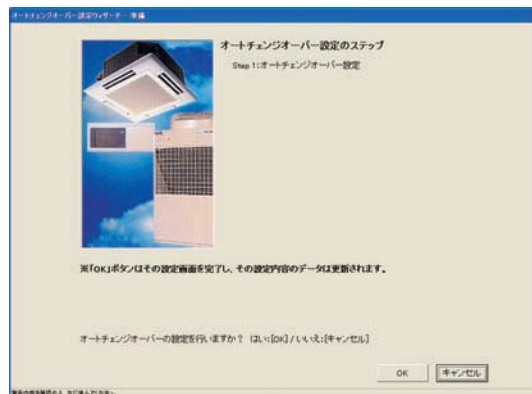 オートチェンジオーバー設定ウィザード - 準備
オートチェンジオーバー設定のステップ
Step 1:オートチェンジオーバー設定
※「OK」ボタンはその設定画面を完了し、その設定内容のデータは更新されます。
オートチェンジオーバーの設定を行いますか？ はい:[OK] / いいえ:[キャンセル]
OK
キャンセル